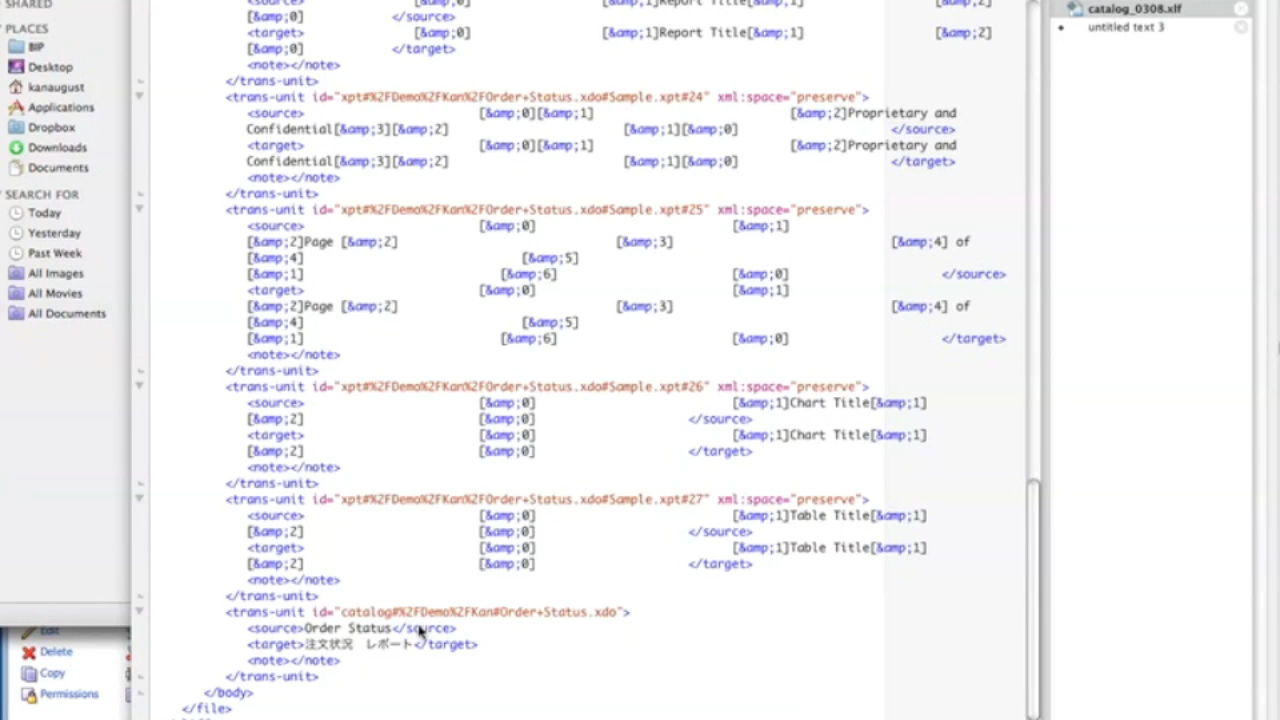 SHARED
PLACES
BIP
Desktop
kanaugust
Applications
Dropbox
Downloads
Documents
SEARCH FOR
Today
Yesterday
Past Week
All Images
All Movies
All Documents
Edit
Delete
Copy
Permissions
<source> [&amp;0] [&amp;1]Report Title[&amp;1] [&amp;2]
[&amp;0] </source>
<target> [&amp;0] [&amp;1]Report Title[&amp;1] [&amp;2]
[&amp;0] </target>
<note></note>
</trans-unit>
<trans-unit id="xpt#%2FDemo%2FKan%2FOrder+Status.xdo#Sample.xpt#24" xml:space="preserve">
<source> [&amp;0][&amp;1] [&amp;2]Proprietary and
Confidential[&amp;3][&amp;2] [&amp;1][&amp;0] </source>
<target> [&amp;0][&amp;1] [&amp;2]Proprietary and
Confidential[&amp;3][&amp;2] [&amp;1][&amp;0] </target>
<note></note>
</trans-unit>
<trans-unit id="xpt#%2FDemo%2FKan%2FOrder+Status.xdo#Sample.xpt#25" xml:space="preserve">
<source> [&amp;0] [&amp;1]
[&amp;2]Page [&amp;2] [&amp;3] [&amp;4] of
[&amp;4] [&amp;5]
[&amp;1] [&amp;6] [&amp;0] </source>
<target> [&amp;0] [&amp;1]
[&amp;2]Page [&amp;2] [&amp;3] [&amp;4] of
[&amp;4] [&amp;5]
[&amp;1] [&amp;6] [&amp;0] </target>
<note></note>
</trans-unit>
<trans-unit id="xpt#%2FDemo%2FKan%2FOrder+Status.xdo#Sample.xpt#26" xml:space="preserve">
<source> [&amp;0] [&amp;1]Chart Title[&amp;1]
[&amp;2] [&amp;0] </source>
<target> [&amp;0] [&amp;1]Chart Title[&amp;1]
[&amp;2] [&amp;0] </target>
<note></note>
</trans-unit>
<trans-unit id="xpt#%2FDemo%2FKan%2FOrder+Status.xdo#Sample.xpt#27" xml:space="preserve">
<source> [&amp;0] [&amp;1]Table Title[&amp;1]
[&amp;2] [&amp;0] </source>
<target> [&amp;0] [&amp;1]Table Title[&amp;1]
[&amp;2] [&amp;0] </target>
<note></note>
</trans-unit>
<trans-unit id="catalog#%2FDemo%2FKan#Order+Status.xdo">
<source>Order Status</source>
<target>注文状況　レポート</target>
<note></note>
</trans-unit>
</body>
</file>
catalog_0308.xlf
untitled text 3